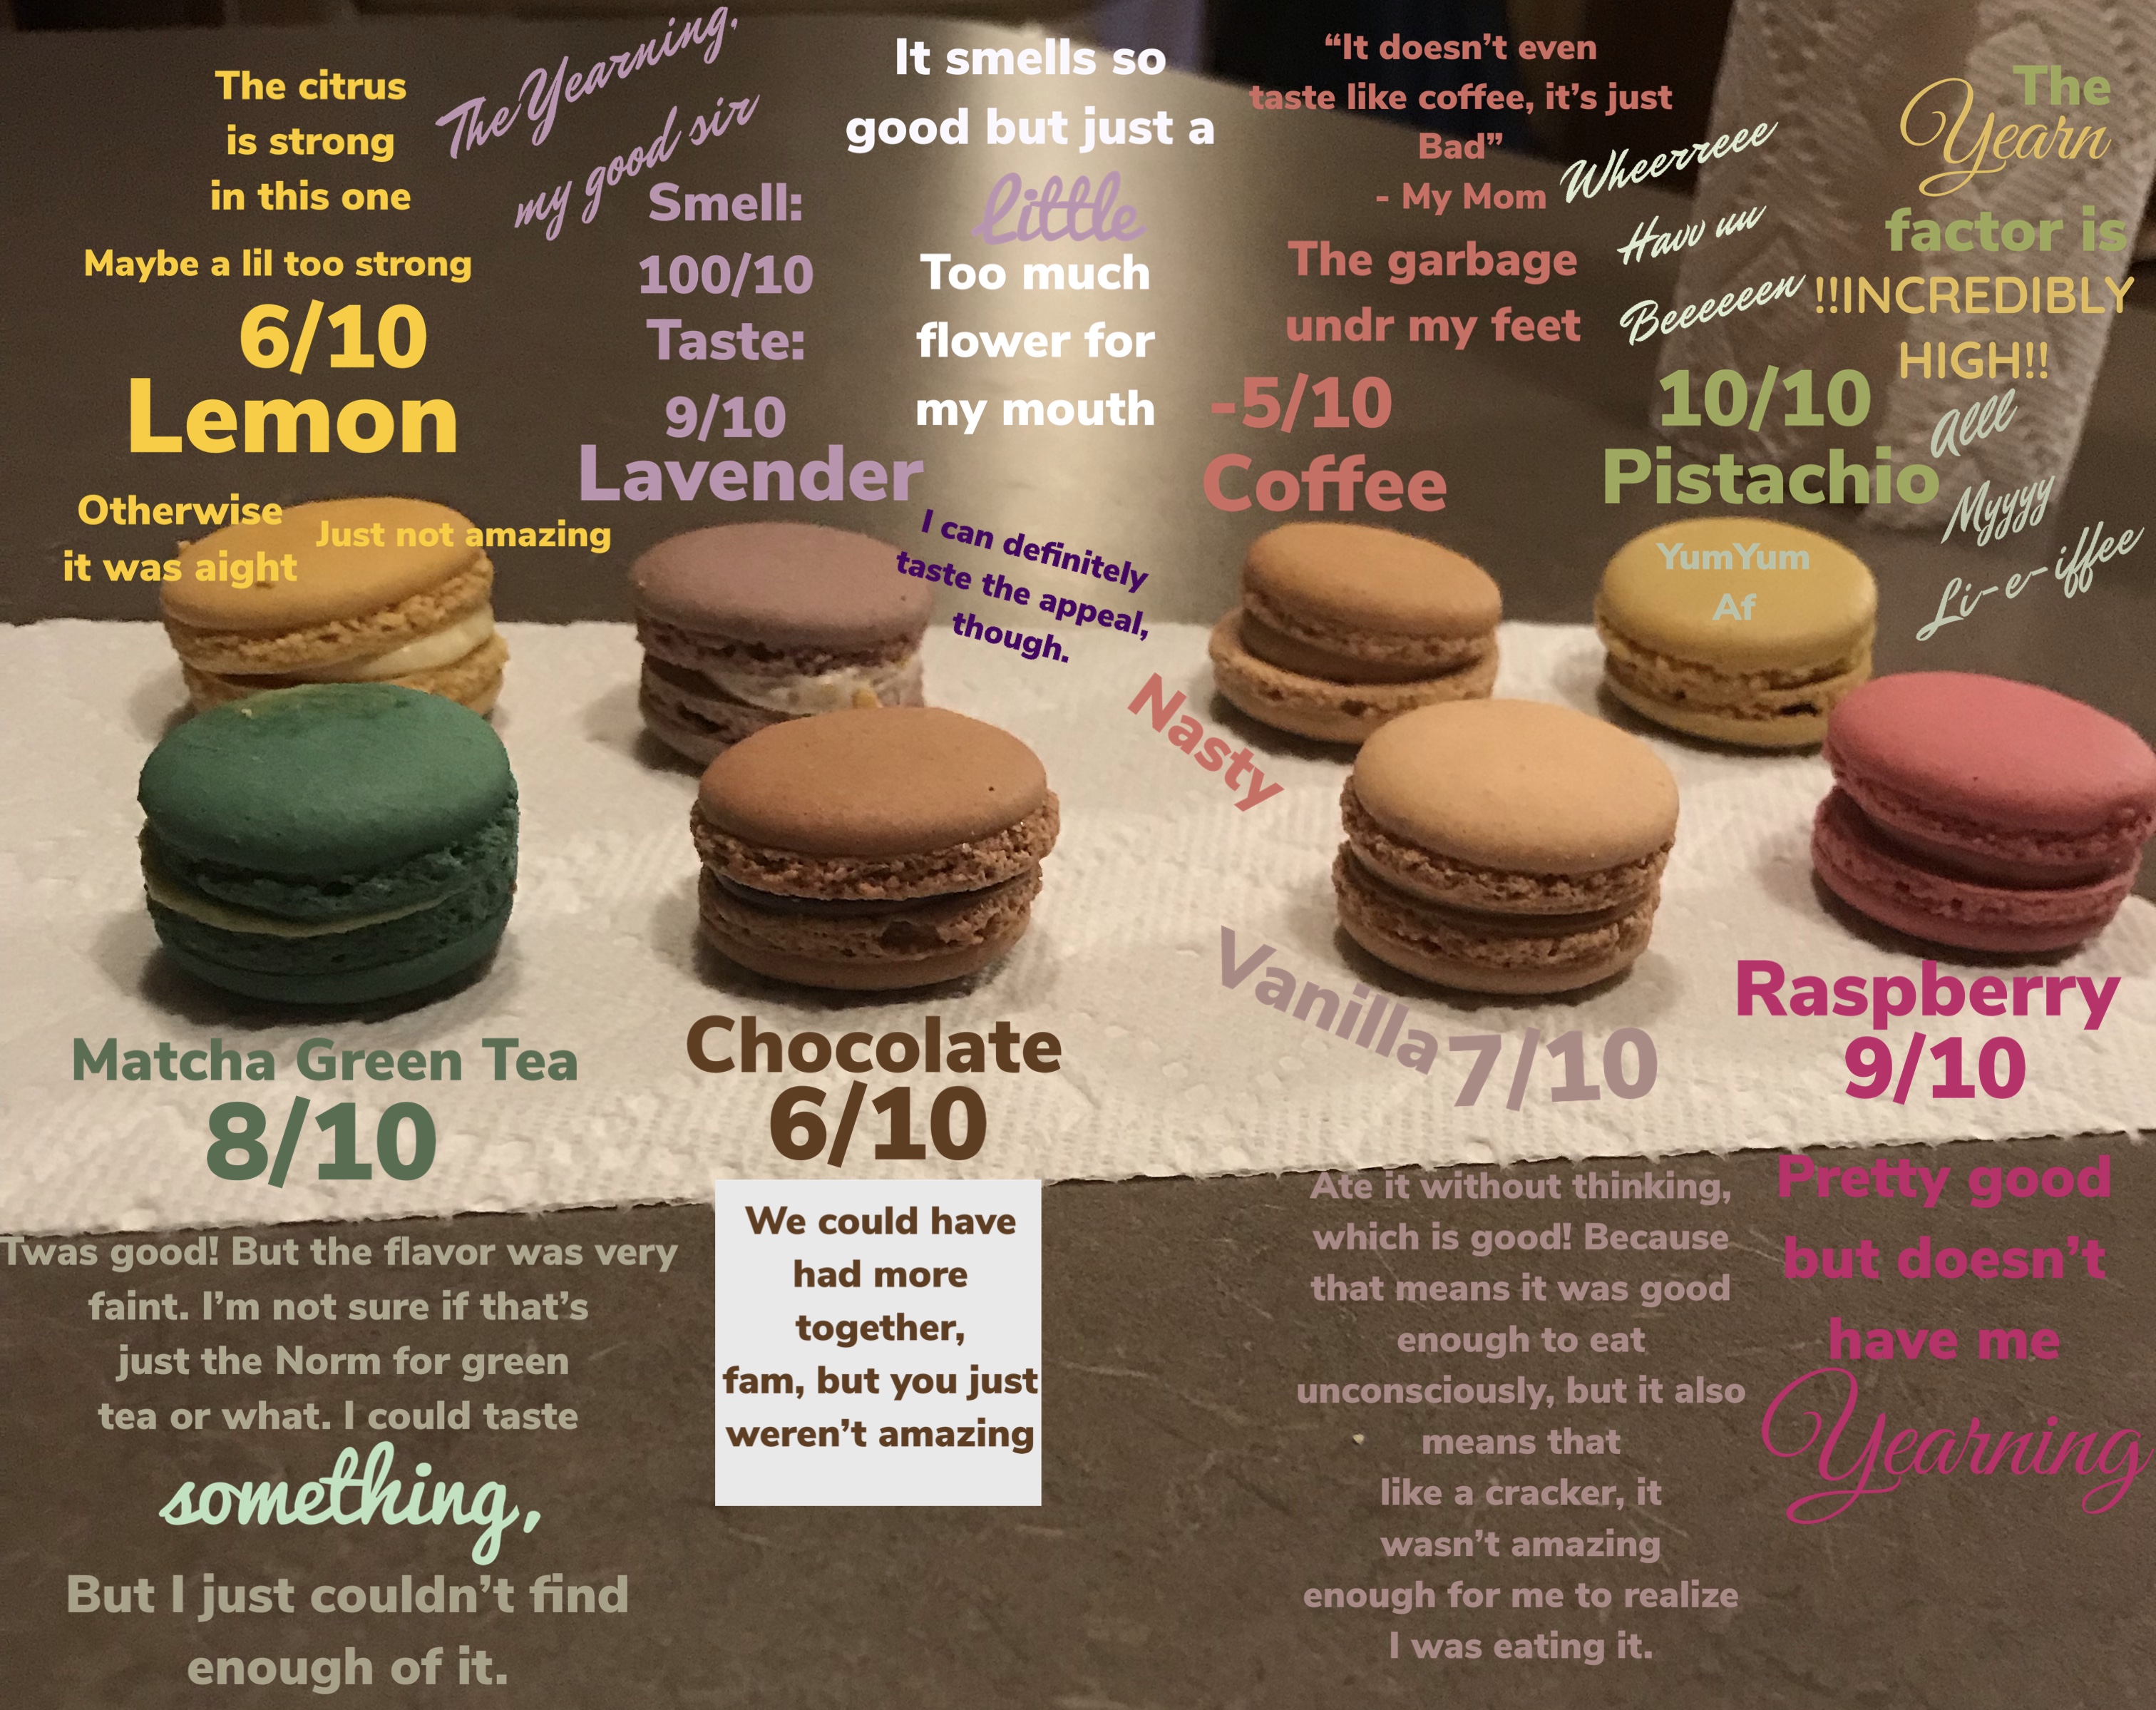 The citrus
is strong
in this one
Maybe a lil too strong
6/10
Lemon
Otherwise
it was aight
Just not amazing
The Yearning.
my good sir
Smell:
100/10
Taste:
9/10
Lavender
It smells so
good but just a
little
Too much
flower for
my mouth
I can definitely
taste the appeal,
though.
“It doesn’t even
taste like coffee, it’s just
Bad”
- My Mom
The garbage
undr my feet
-5/10
Coffee
Nasty
Wheerreee
Havv uu
Beeeeeen
Alll
Myyyy
Li-e-iffee
The
Yearn
factor is
!!INCREDIBLY
HIGH!!
10/10
Pistachio
YumYum
Af
Matcha Green Tea
8/10
Twas good! But the flavor was very
faint. I’m not sure if that’s
just the Norm for green
tea or what. I could taste
something,
But I just couldn’t find
enough of it.
Chocolate
6/10
We could have
had more
together,
fam, but you just
weren’t amazing
Vanilla
7/10
Ate it without thinking,
which is good! Because
that means it was good
enough to eat
unconsciously, but it also
means that
like a cracker, it
wasn’t amazing
enough for me to realize
I was eating it.
Raspberry
9/10
Pretty good
but doesn’t
have me
Yearning